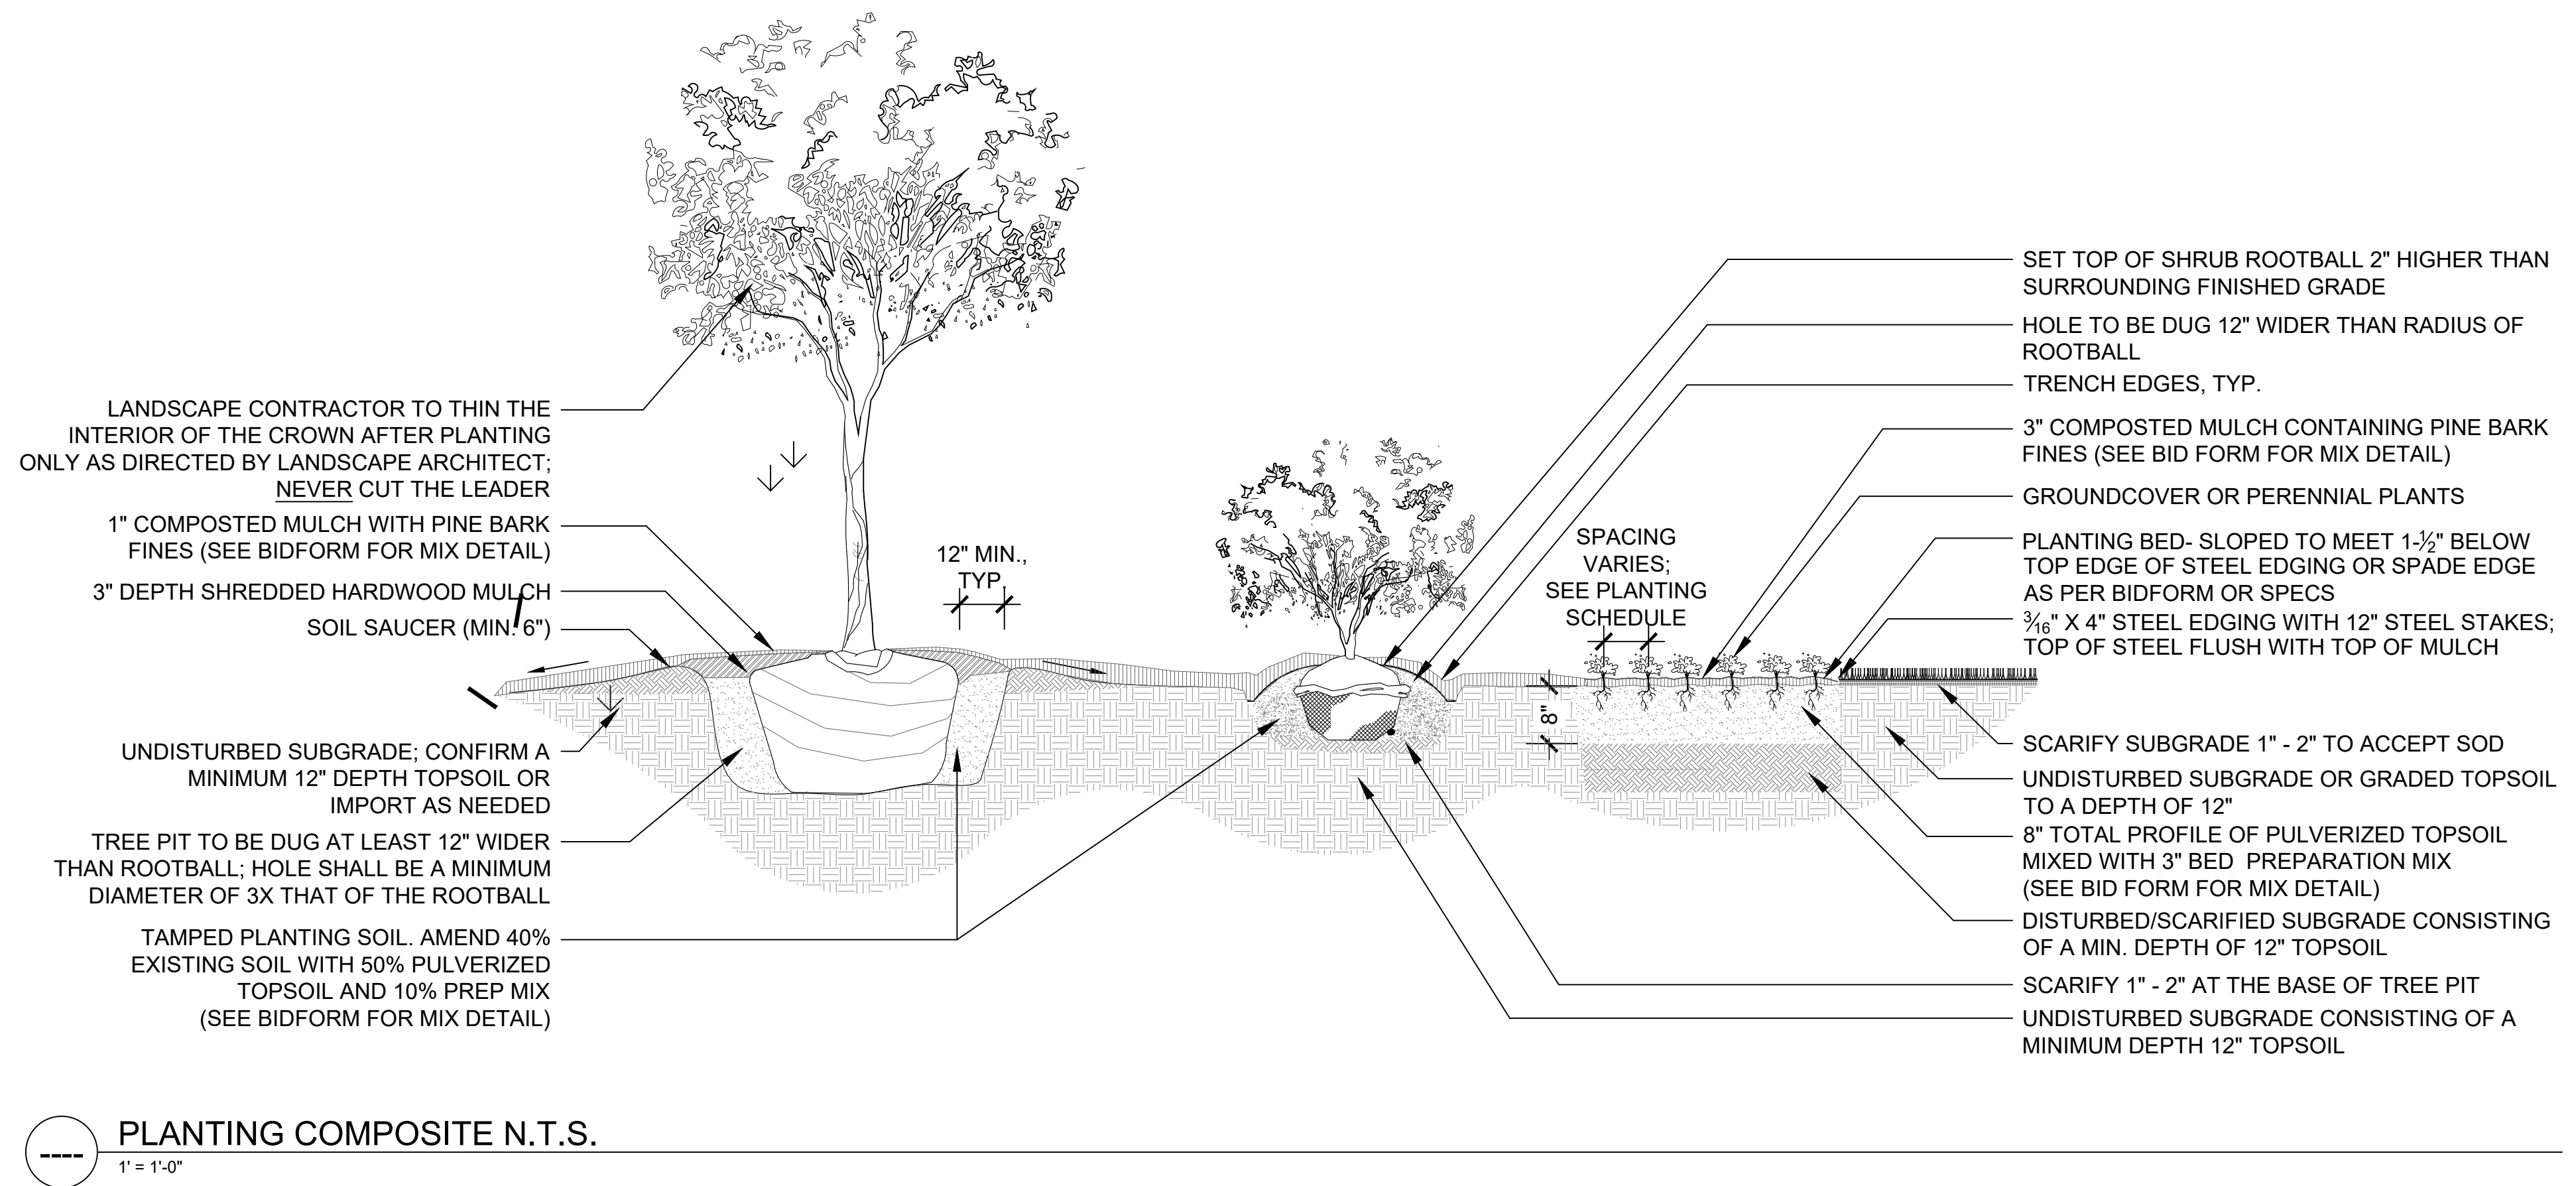 LANDSCAPE CONTRACTOR TO THIN THE
INTERIOR OF THE CROWN AFTER PLANTING
ONLY AS DIRECTED BY LANDSCAPE ARCHITECT;
NEVER CUT THE LEADER
1" COMPOSTED MULCH WITH PINE BARK
FINES (SEE BIDFORM FOR MIX DETAIL)
3" DEPTH SHREDDED HARDWOOD MULCH
SOIL SAUCER (MIN. 6")
UNDISTURBED SUBGRADE; CONFIRM A
MINIMUM 12" DEPTH TOPSOIL OR
IMPORT AS NEEDED
TREE PIT TO BE DUG AT LEAST 12" WIDER
THAN ROOTBALL; HOLE SHALL BE A MINIMUM
DIAMETER OF 3X THAT OF THE ROOTBALL
TAMPED PLANTING SOIL. AMEND 40%
EXISTING SOIL WITH 50% PULVERIZED
TOPSOIL AND 10% PREP MIX
(SEE BIDFORM FOR MIX DETAIL)
12" MIN.,
TYP.
SPACING
VARIES;
SEE PLANTING
SCHEDULE
8"
SET TOP OF SHRUB ROOTBALL 2" HIGHER THAN
SURROUNDING FINISHED GRADE
HOLE TO BE DUG 12" WIDER THAN RADIUS OF
ROOTBALL
TRENCH EDGES, TYP.
3" COMPOSTED MULCH CONTAINING PINE BARK
FINES (SEE BID FORM FOR MIX DETAIL)
GROUNDCOVER OR PERENNIAL PLANTS
PLANTING BED- SLOPED TO MEET 1-½" BELOW
TOP EDGE OF STEEL EDGING OR SPADE EDGE
AS PER BIDFORM OR SPECS
3/16" X 4" STEEL EDGING WITH 12" STEEL STAKES;
TOP OF STEEL FLUSH WITH TOP OF MULCH
SCARIFY SUBGRADE 1" - 2" TO ACCEPT SOD
UNDISTURBED SUBGRADE OR GRADED TOPSOIL
TO A DEPTH OF 12"
8" TOTAL PROFILE OF PULVERIZED TOPSOIL
MIXED WITH 3" BED PREPARATION MIX
(SEE BID FORM FOR MIX DETAIL)
DISTURBED/SCARIFIED SUBGRADE CONSISTING
OF A MIN. DEPTH OF 12" TOPSOIL
SCARIFY 1" - 2" AT THE BASE OF TREE PIT
UNDISTURBED SUBGRADE CONSISTING OF A
MINIMUM DEPTH 12" TOPSOIL
----
PLANTING COMPOSITE N.T.S.
1' = 1'-0"